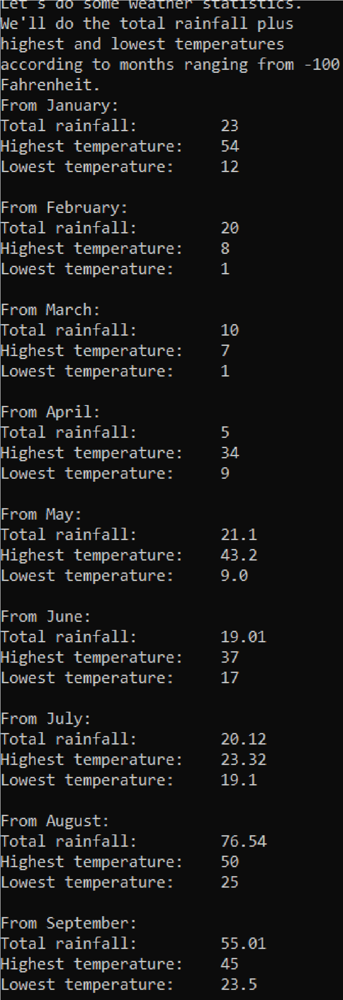 Let's do some weather statistics.
We'll do the total rainfall plus
highest and lowest temperatures
according to months ranging from -100
Fahrenheit.
From January:
Total rainfall: 23
Highest temperature: 54
Lowest temperature: 12
From February:
Total rainfall: 20
Highest temperature: 8
Lowest temperature: 1
From March:
Total rainfall: 10
Highest temperature: 7
Lowest temperature: 1
From April:
Total rainfall: 5
Highest temperature: 34
Lowest temperature: 9
From May:
Total rainfall: 21.1
Highest temperature: 43.2
Lowest temperature: 9.0
From June:
Total rainfall: 19.01
Highest temperature: 37
Lowest temperature: 17
From July:
Total rainfall: 20.12
Highest temperature: 23.32
Lowest temperature: 19.1
From August:
Total rainfall: 76.54
Highest temperature: 50
Lowest temperature: 25
From September:
Total rainfall: 55.01
Highest temperature: 45
Lowest temperature: 23.5